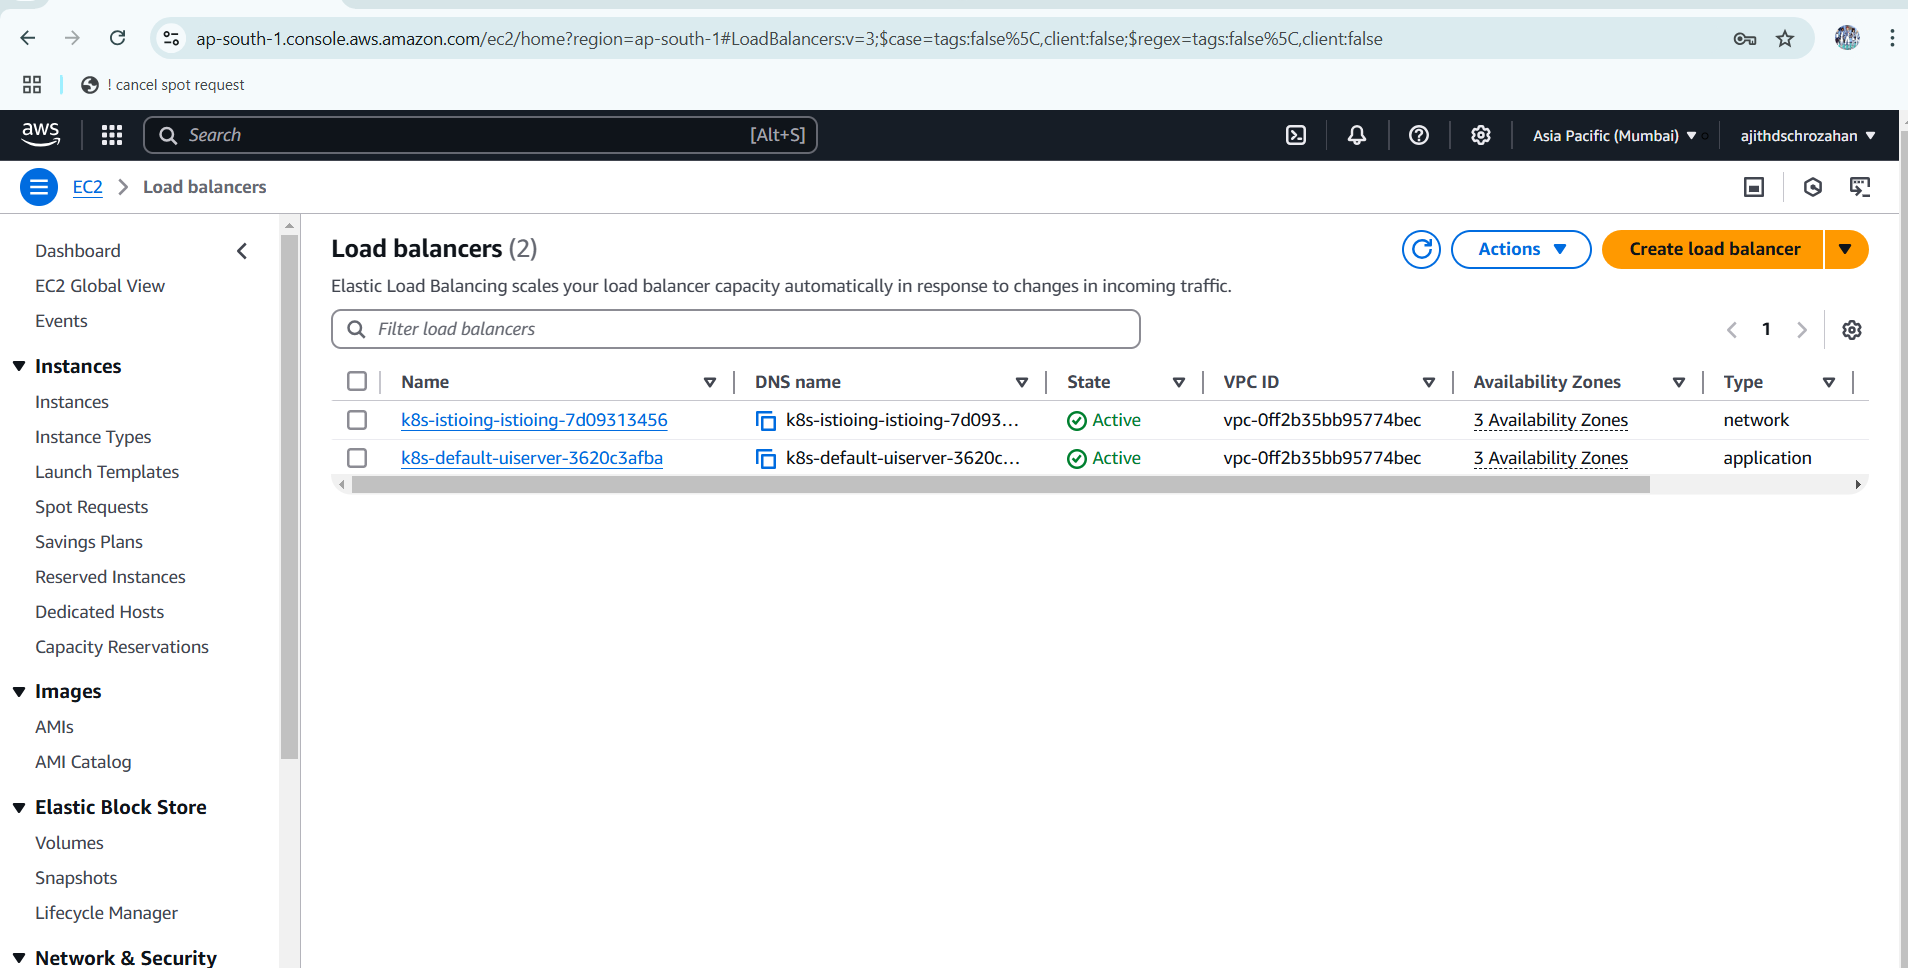 ap-south-1.console.aws.amazon.com/ec2/home?region=ap-south-1#LoadBalancers:v=3;$case=tags:false%5C,client:false;$regex=tags:false%5C,client:false
! cancel spot request
aws
Search [Alt+S]
Asia Pacific (Mumbai)
ajithdschrozahan
EC2 > Load balancers
Dashboard
EC2 Global View
Events
Instances
Instances
Instance Types
Launch Templates
Spot Requests
Savings Plans
Reserved Instances
Dedicated Hosts
Capacity Reservations
Images
AMIs
AMI Catalog
Elastic Block Store
Volumes
Snapshots
Lifecycle Manager
Network & Security
Load balancers (2)
Actions
Create load balancer
Elastic Load Balancing scales your load balancer capacity automatically in response to changes in incoming traffic.
Filter load balancers
1
Name DNS name State VPC ID Availability Zones Type
k8s-istioing-istioing-7d09313456 k8s-istioing-istioing-7d093... Active vpc-0ff2b35bb95774bec 3 Availability Zones network
k8s-default-uiserver-3620c3afba k8s-default-uiserver-3620c... Active vpc-0ff2b35bb95774bec 3 Availability Zones application